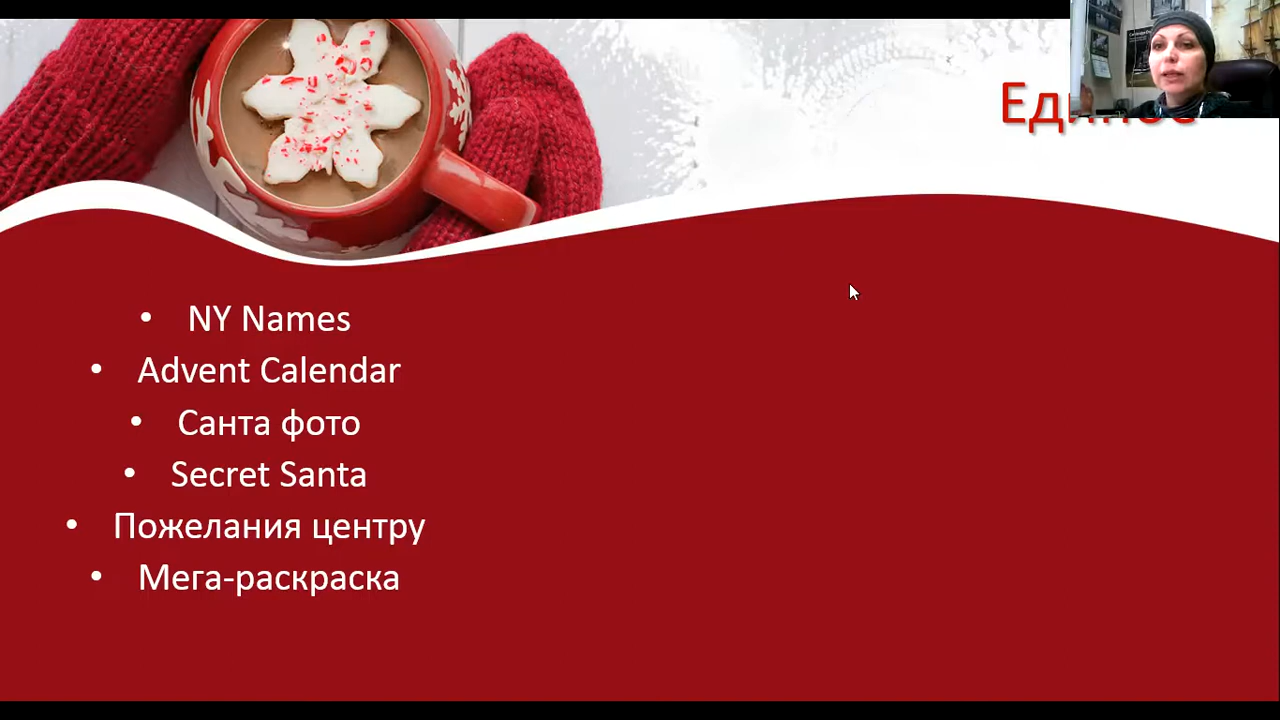 NY Names
Advent Calendar
Санта фото
Secret Santa
Пожелания центру
Мега-раскраска